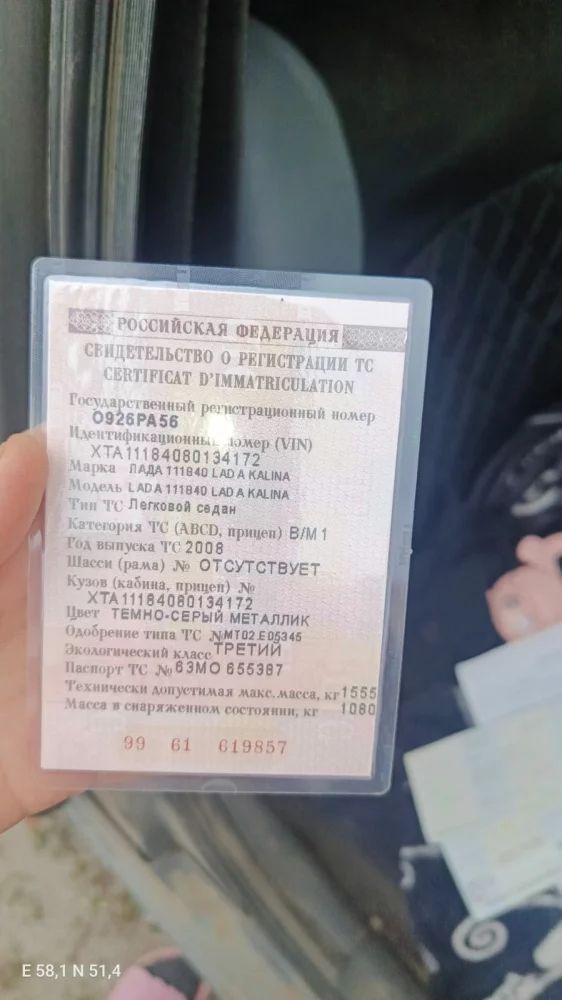 РОССИЙСКАЯ ФЕДЕРАЦИЯ
СВИДЕТЕЛЬСТВО О РЕГИСТРАЦИИ ТС
CERTIFICAT D'IMMATRICULATION
Государственный регистрационный номер
О926РА56
Идентификационный номер (VIN)
XTA11184080134172
Марка ЛАДА 111840 LADA KALINA
Модель LADA 111840 LADA KALINA
Тип ТС Легковой седан
Категория ТС (ABCD, прицеп) B/M1
Год выпуска ТС 2008
Шасси (рама) № ОТСУТСТВУЕТ
Кузов (кабина, прицеп) №
XTA11184080134172
Цвет ТЕМНО-СЕРЫЙ МЕТАЛЛИК
Одобрение типа ТС №МТ02.Е05345
Экологический класс ТРЕТИЙ
Паспорт ТС № 63МО 655387
Технически допустимая макс.масса, кг 1555
Масса в снаряженном состоянии, кг 1080
99 61 619857
E 58,1 N 51,4